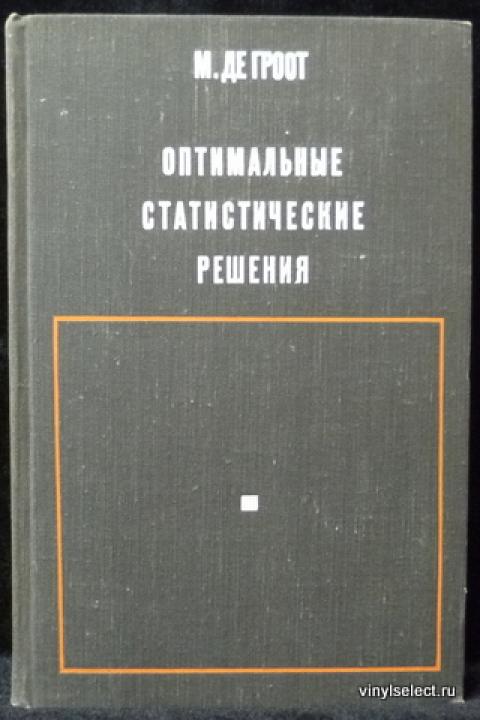 М. ДЕ ГРООТ
ОПТИМАЛЬНЫЕ
СТАТИСТИЧЕСКИЕ
РЕШЕНИЯ
vinylselect.ru